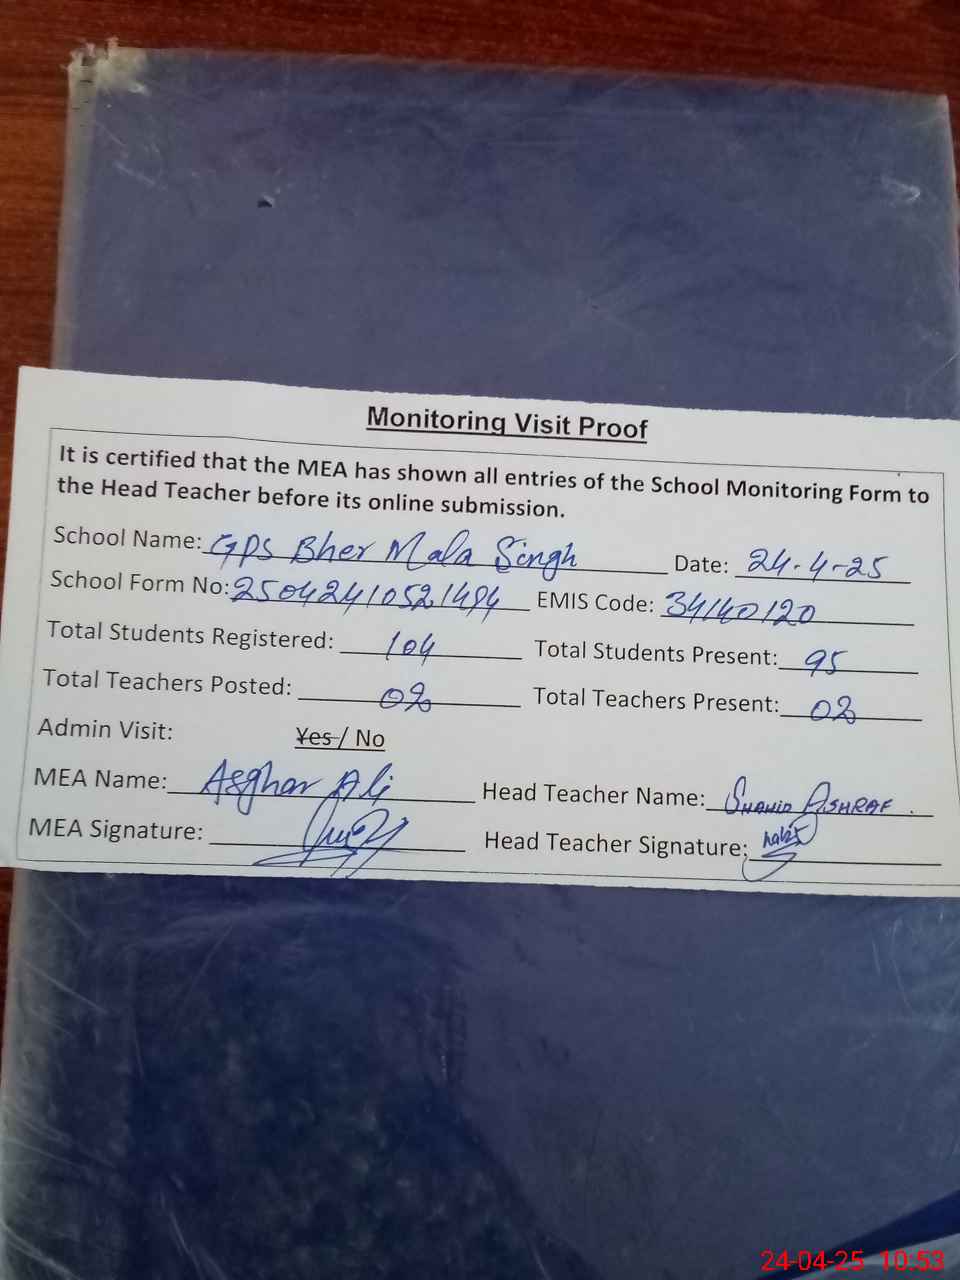 Monitoring Visit Proof
It is certified that the MEA has shown all entries of the School Monitoring Form to
the Head Teacher before its online submission.
School Name: GPS Bher Mala Singh Date: 24-4-25
School Form No: 25042410521494 EMIS Code: 34140120
Total Students Registered: 104 Total Students Present: 95
Total Teachers Posted: Total Teachers Present:
Admin Visit: Yes / No
MEA Name: Asghar Ali Head Teacher Name: SHAHID ASHRAF.
MEA Signature: Head Teacher Signature:
24-04-25 10:53